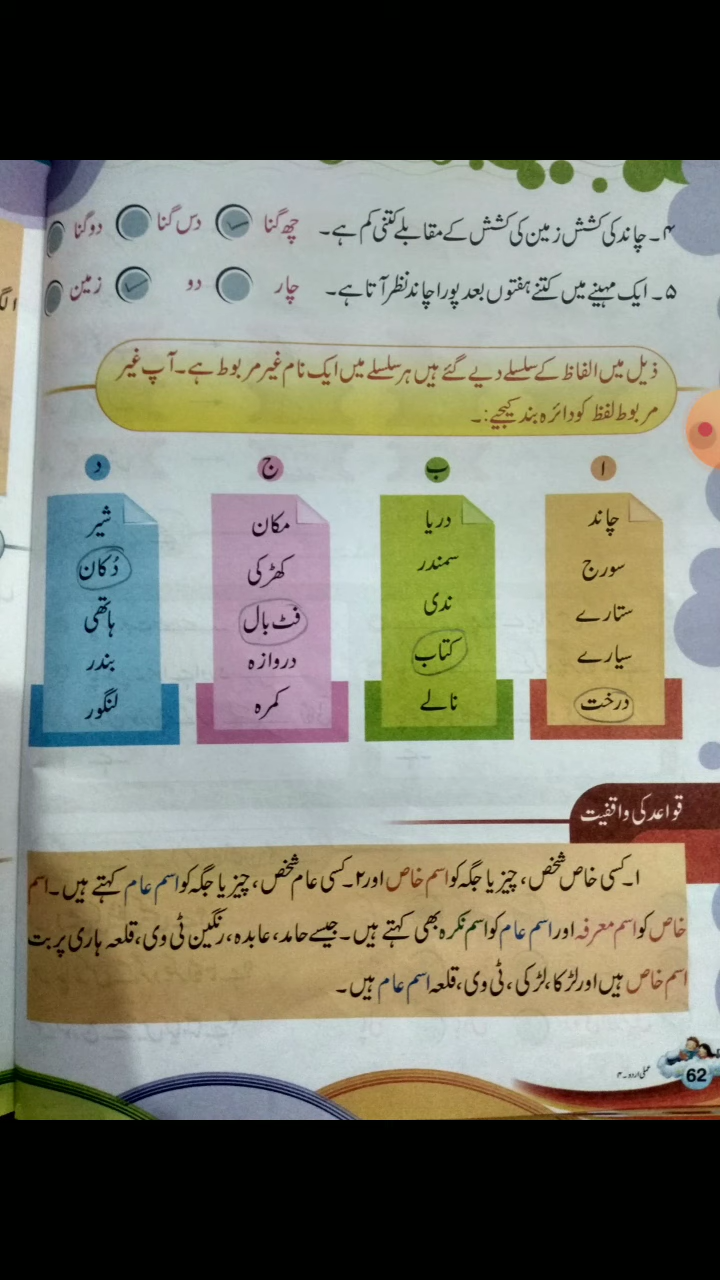 ۴۔ چاند کی کشش زمین کی کشش کے مقابلے کتنی کم ہے۔ چھ گنا دس گنا دو گنا
۵۔ ایک مہینے میں کتنے ہفتوں بعد پورا چاند نظر آتا ہے۔ چار دو زمین
ذیل میں الفاظ کے سلسلے دیے گئے ہیں ہر سلسلے میں ایک نام غیر مربوط ہے۔ آپ غیر
مربوط لفظ کو دائرہ بند کیجیے:۔
ا
چاند
سورج
ستارے
سیارے
درخت
ب
دریا
سمندر
ندی
کتاب
نالے
ج
مکان
کھڑکی
فٹ بال
دروازہ
کمرہ
د
شیر
دُکان
ہاتھی
بندر
لنگور
قواعد کی واقفیت
۱۔ کسی خاص شخص، چیز یا جگہ کو اسم خاص اور ۲۔ کسی عام شخص، چیز یا جگہ کو اسم عام کہتے ہیں۔ اسم
خاص کو اسم معرفہ اور اسم عام کو اسم نکرہ بھی کہتے ہیں۔ جیسے حامد، عابدہ، رنگین ٹی وی، قلعہ ہاری پربت
اسم خاص ہیں اور لڑکا، لڑکی، ٹی وی، قلعہ اسم عام ہیں۔
عملی اردو۔۴
62